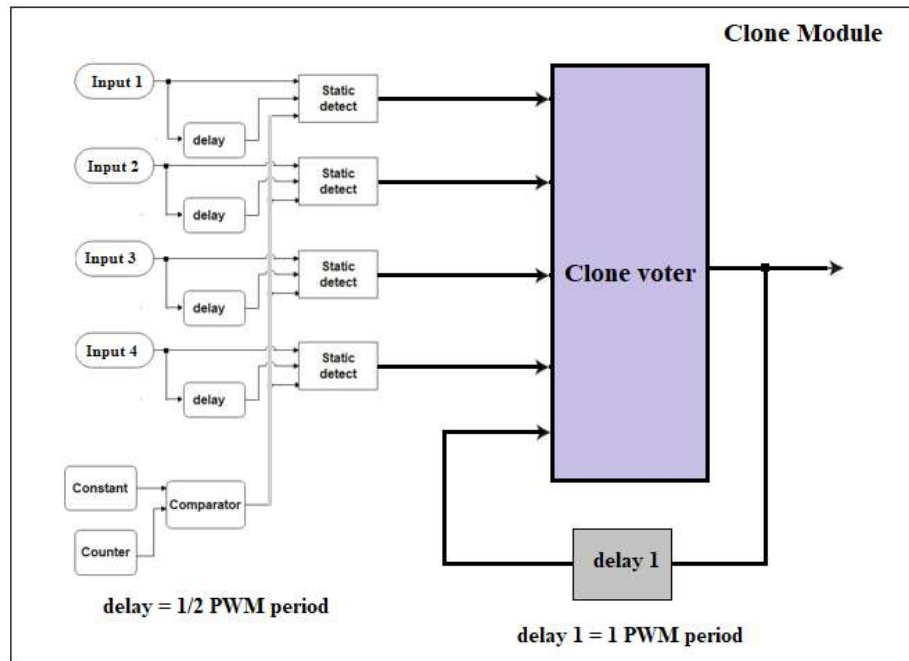 Clone Module
Input 1
Static
detect
delay
Input 2
Static
detect
delay
Input 3
Static
detect
delay
Input 4
Static
detect
delay
Clone voter
Constant
Comparator
Counter
delay 1
delay = 1/2 PWM period
delay 1 = 1 PWM period